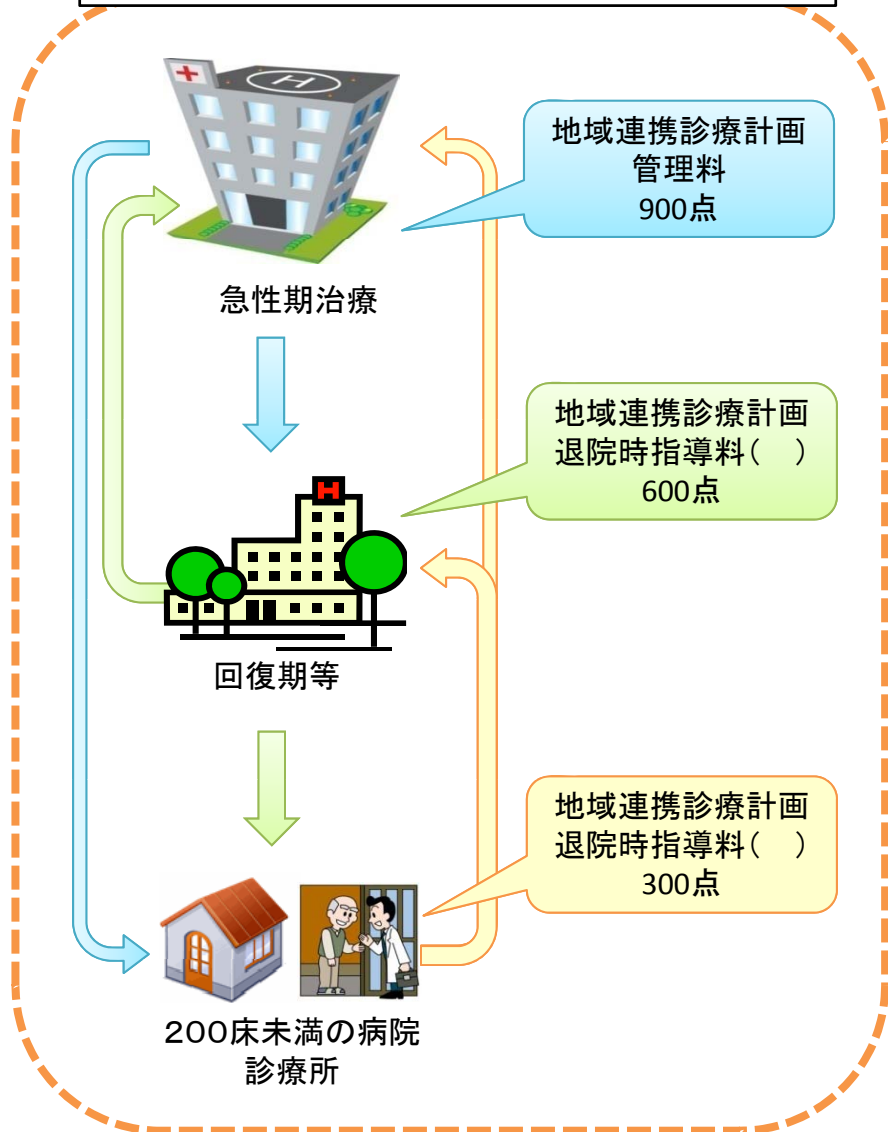 地域連携診療計画
管理料
900点
急性期治療
地域連携診療計画
退院時指導料(　)
600点
H
回復期等
地域連携診療計画
退院時指導料(　)
300点
200床未満の病院
診療所